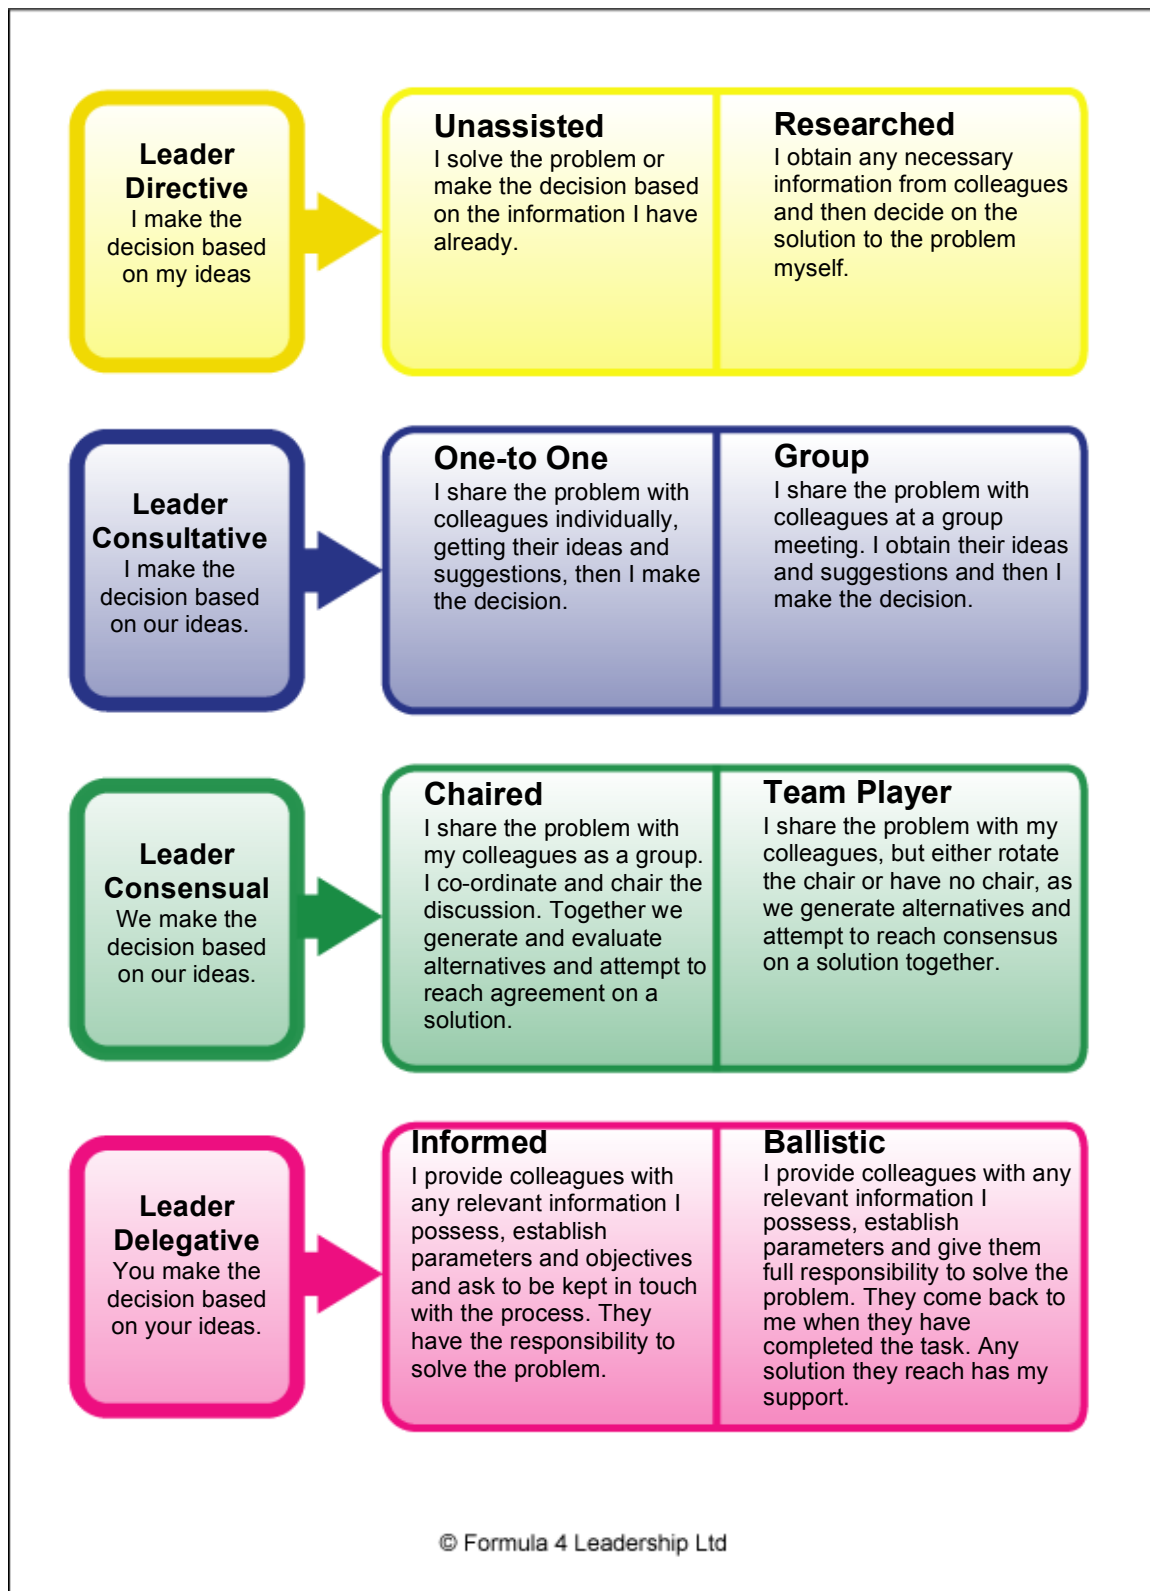 Leader
Directive
I make the
decision based
on my ideas
Unassisted
I solve the problem or
make the decision based
on the information I have
already.
Researched
I obtain any necessary
information from colleagues
and then decide on the
solution to the problem
myself.
Leader
Consultative
I make the
decision based
on our ideas.
One-to One
I share the problem with
colleagues individually,
getting their ideas and
suggestions, then I make
the decision.
Group
I share the problem with
colleagues at a group
meeting. I obtain their ideas
and suggestions and then I
make the decision.
Leader
Consensual
We make the
decision based
on our ideas.
Chaired
I share the problem with
my colleagues as a group.
I co-ordinate and chair the
discussion. Together we
generate and evaluate
alternatives and attempt to
reach agreement on a
solution.
Team Player
I share the problem with my
colleagues, but either rotate
the chair or have no chair, as
we generate alternatives and
attempt to reach consensus
on a solution together.
Leader
Delegative
You make the
decision based
on your ideas.
Informed
I provide colleagues with
any relevant information I
possess, establish
parameters and objectives
and ask to be kept in touch
with the process. They
have the responsibility to
solve the problem.
Ballistic
I provide colleagues with any
relevant information I
possess, establish
parameters and give them
full responsibility to solve the
problem. They come back to
me when they have
completed the task. Any
solution they reach has my
support.
© Formula 4 Leadership Ltd